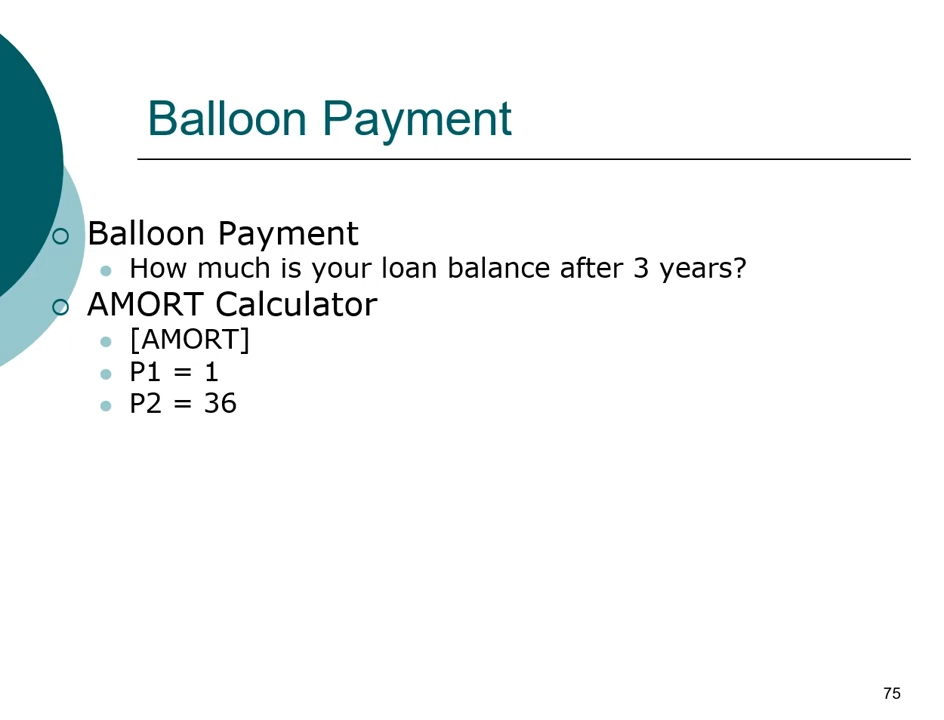 Balloon Payment
Balloon Payment
How much is your loan balance after 3 years?
AMORT Calculator
[AMORT]
P1 = 1
P2 = 36
75